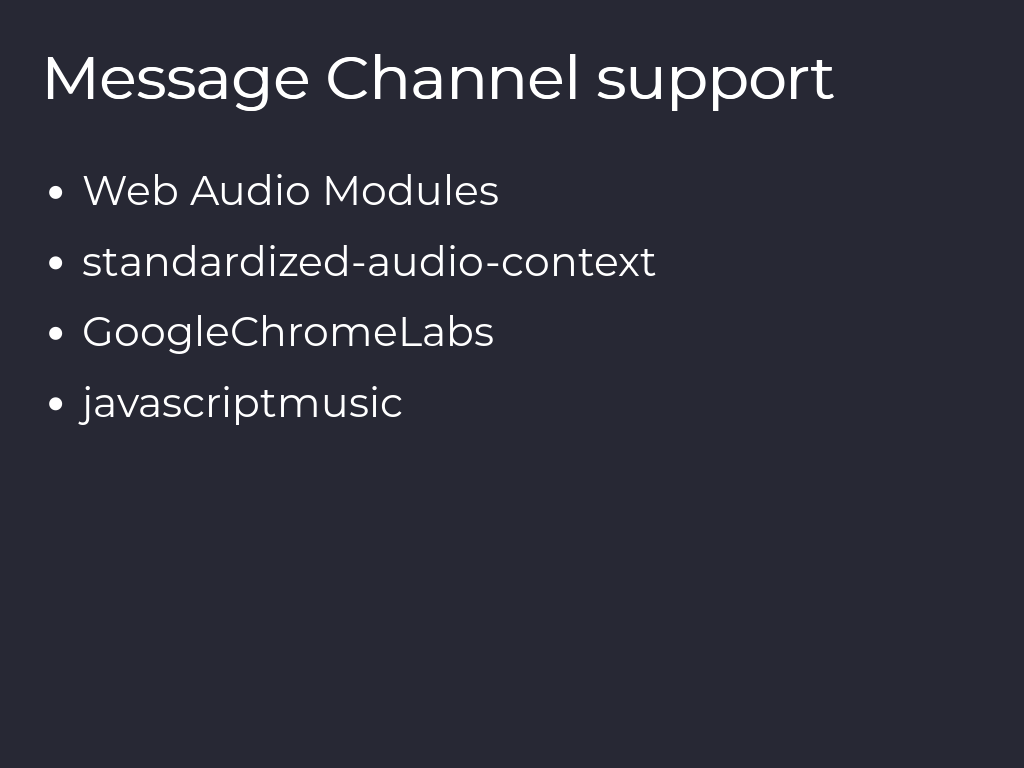 Message Channel support
• Web Audio Modules
• standardized-audio-context
• GoogleChromeLabs
• javascriptmusic